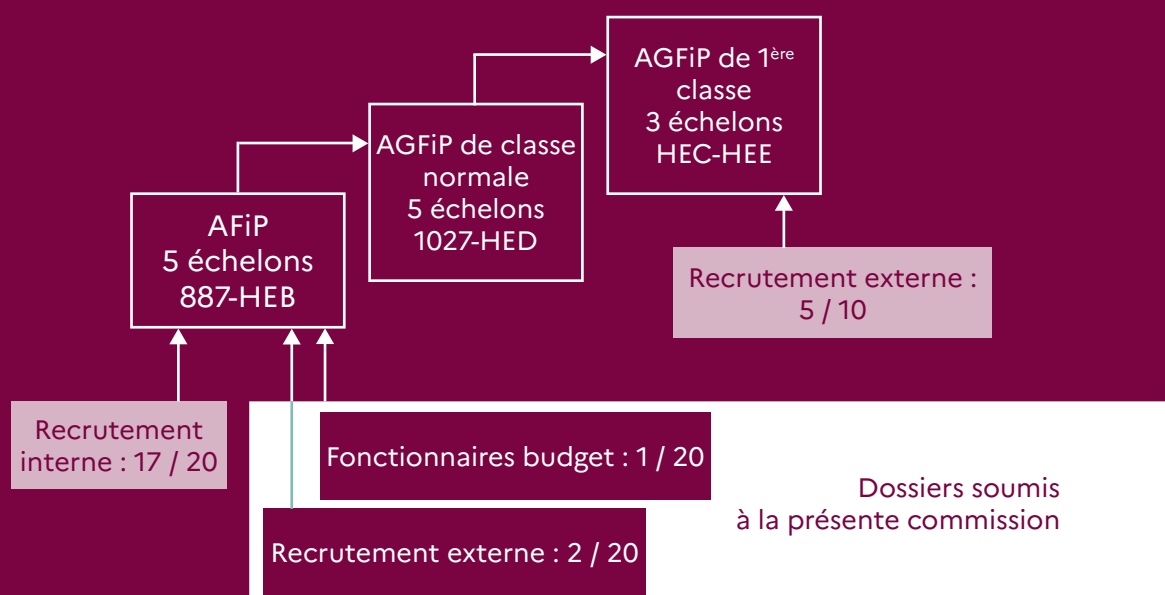 AGFiP de 1ère
classe
3 échelons
HEC-HEE
AGFiP de classe
normale
5 échelons
1027-HED
AFiP
5 échelons
887-HEB
Recrutement externe :
5 / 10
Recrutement
interne : 17 / 20
Fonctionnaires budget : 1 / 20
Recrutement externe : 2 / 20
Dossiers soumis
à la présente commission